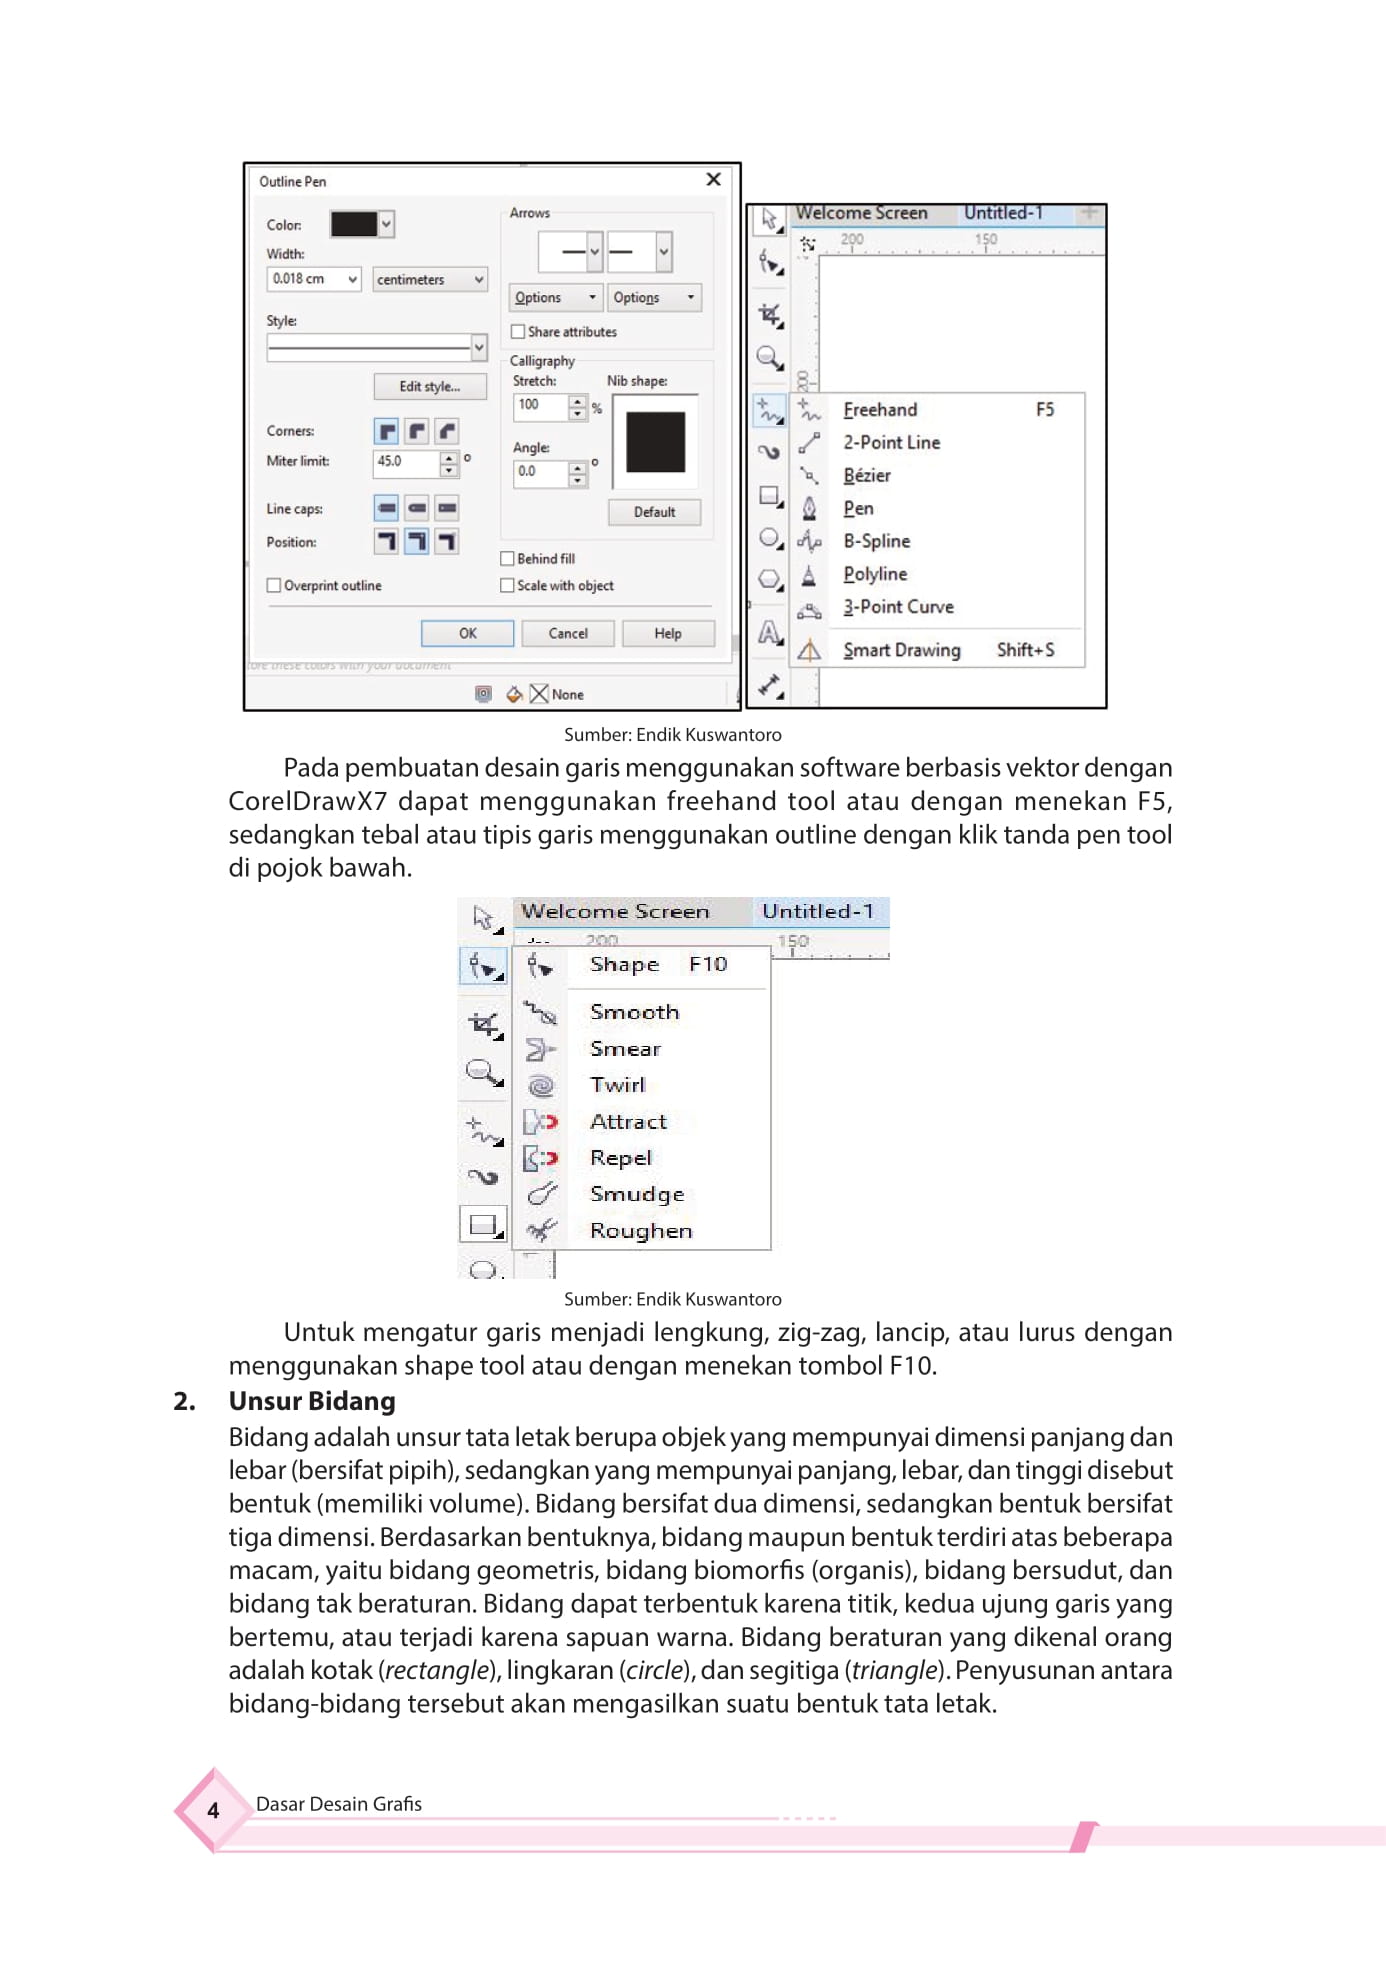 Outline Pen
Color:
Width:
0.018 cm
centimeters
Style:
Edit style...
Corners:
Miter limit:
45.0
°
Line caps:
Position:
Overprint outline
Arrows
Options
Options
Share attributes
Calligraphy
Stretch:
Nib shape:
100
%
Angle:
0.0
°
Default
Behind fill
Scale with object
OK
Cancel
Help
ore these colors with your document
None
Welcome Screen
Untitled-1
200
150
200
Freehand F5
2-Point Line
Bézier
Pen
B-Spline
Polyline
3-Point Curve
Smart Drawing Shift+S
Sumber: Endik Kuswantoro
Pada pembuatan desain garis menggunakan software berbasis vektor dengan
CorelDrawX7 dapat menggunakan freehand tool atau dengan menekan F5,
sedangkan tebal atau tipis garis menggunakan outline dengan klik tanda pen tool
di pojok bawah.
Welcome Screen
Untitled-1
200
150
Shape F10
Smooth
Smear
Twirl
Attract
Repel
Smudge
Roughen
Sumber: Endik Kuswantoro
Untuk mengatur garis menjadi lengkung, zig-zag, lancip, atau lurus dengan
menggunakan shape tool atau dengan menekan tombol F10.
2. Unsur Bidang
Bidang adalah unsur tata letak berupa objek yang mempunyai dimensi panjang dan
lebar (bersifat pipih), sedangkan yang mempunyai panjang, lebar, dan tinggi disebut
bentuk (memiliki volume). Bidang bersifat dua dimensi, sedangkan bentuk bersifat
tiga dimensi. Berdasarkan bentuknya, bidang maupun bentuk terdiri atas beberapa
macam, yaitu bidang geometris, bidang biomorfis (organis), bidang bersudut, dan
bidang tak beraturan. Bidang dapat terbentuk karena titik, kedua ujung garis yang
bertemu, atau terjadi karena sapuan warna. Bidang beraturan yang dikenal orang
adalah kotak (rectangle), lingkaran (circle), dan segitiga (triangle). Penyusunan antara
bidang-bidang tersebut akan mengasilkan suatu bentuk tata letak.
4
Dasar Desain Grafis